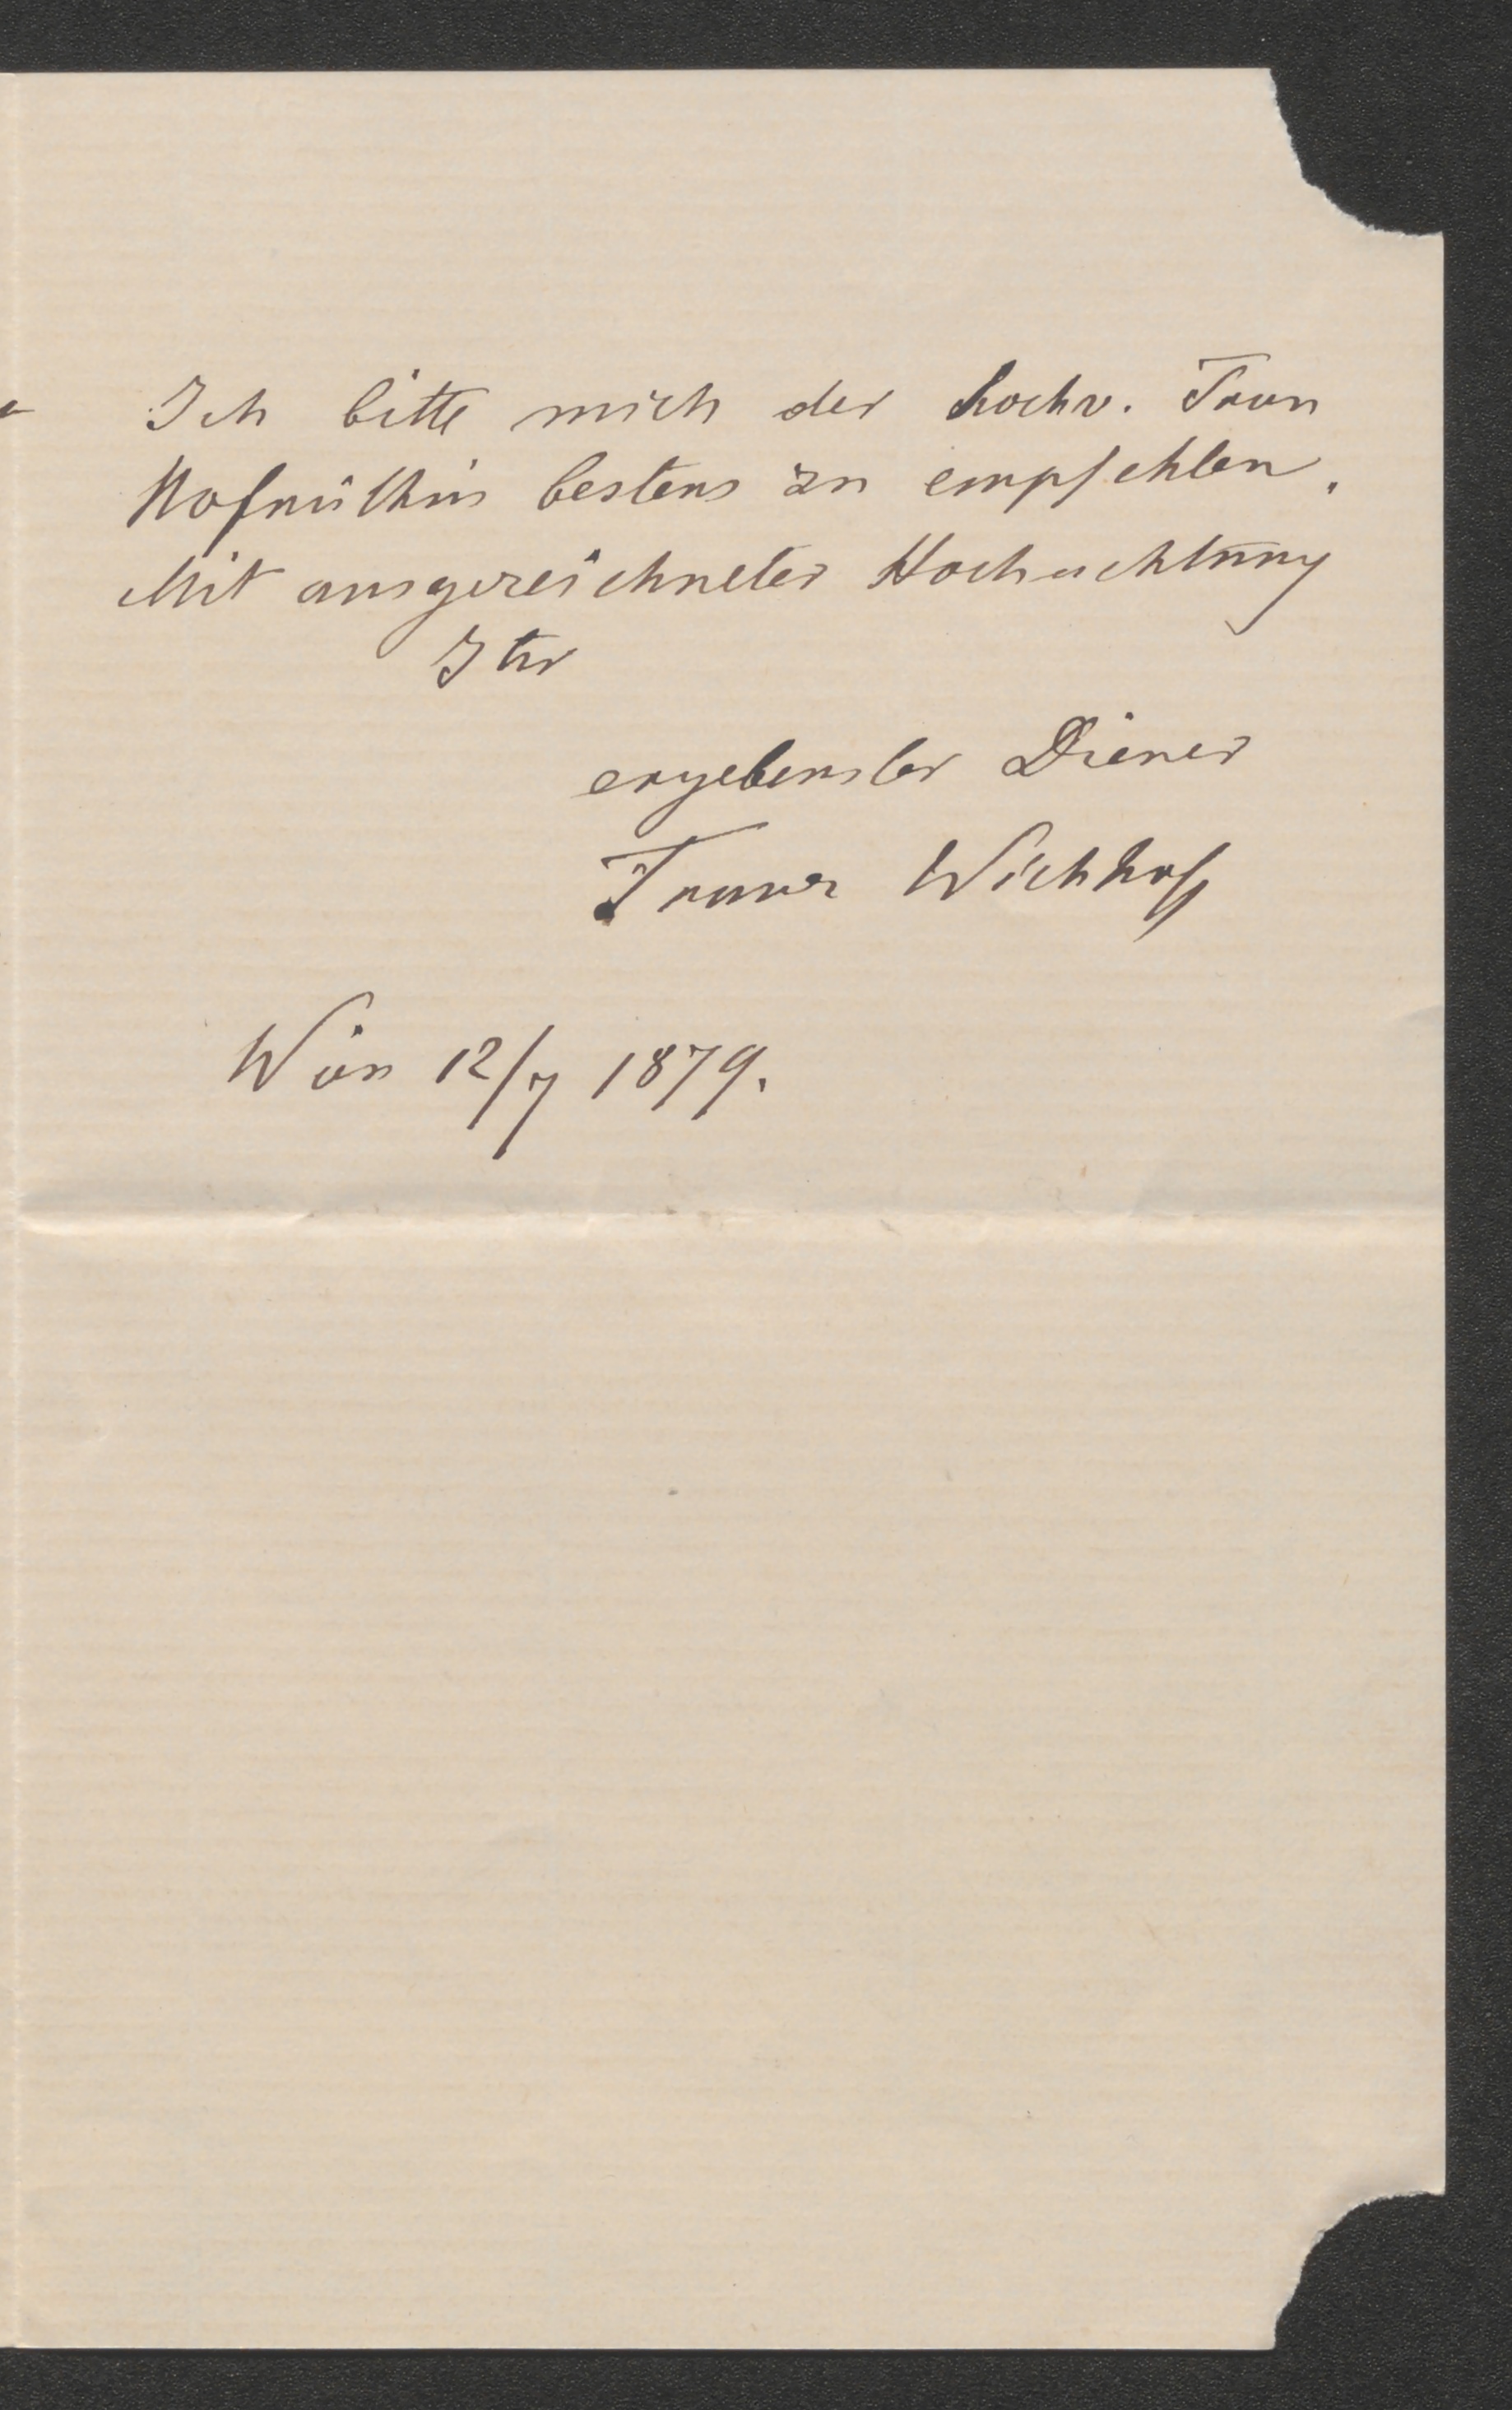 Ich bitte mich der hochv. Frau
Hofräthin bestens zu empfehlen.
Mit ausgezeichneter Hochachtung
Ihr
ergebenster Diener
Franz Wickhoff
Wien 12/7 1879.